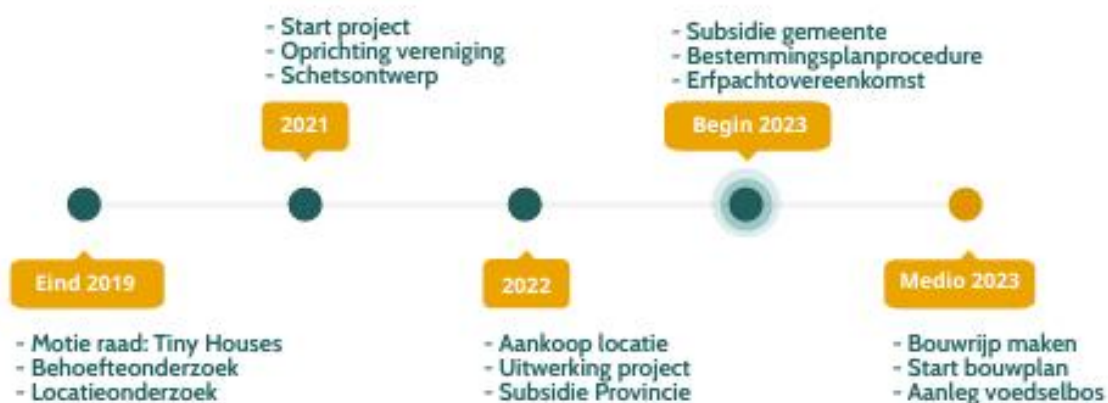 - Start project
- Oprichting vereniging
- Schetsontwerp
2021
- Subsidie gemeente
- Bestemmingsplanprocedure
- Erfpachtovereenkomst
Begin 2023
Eind 2019
- Motie raad: Tiny Houses
- Behoefteonderzoek
- Locatieonderzoek
2022
- Aankoop locatie
- Uitwerking project
- Subsidie Provincie
Medio 2023
- Bouwrijp maken
- Start bouwplan
- Aanleg voedselbos